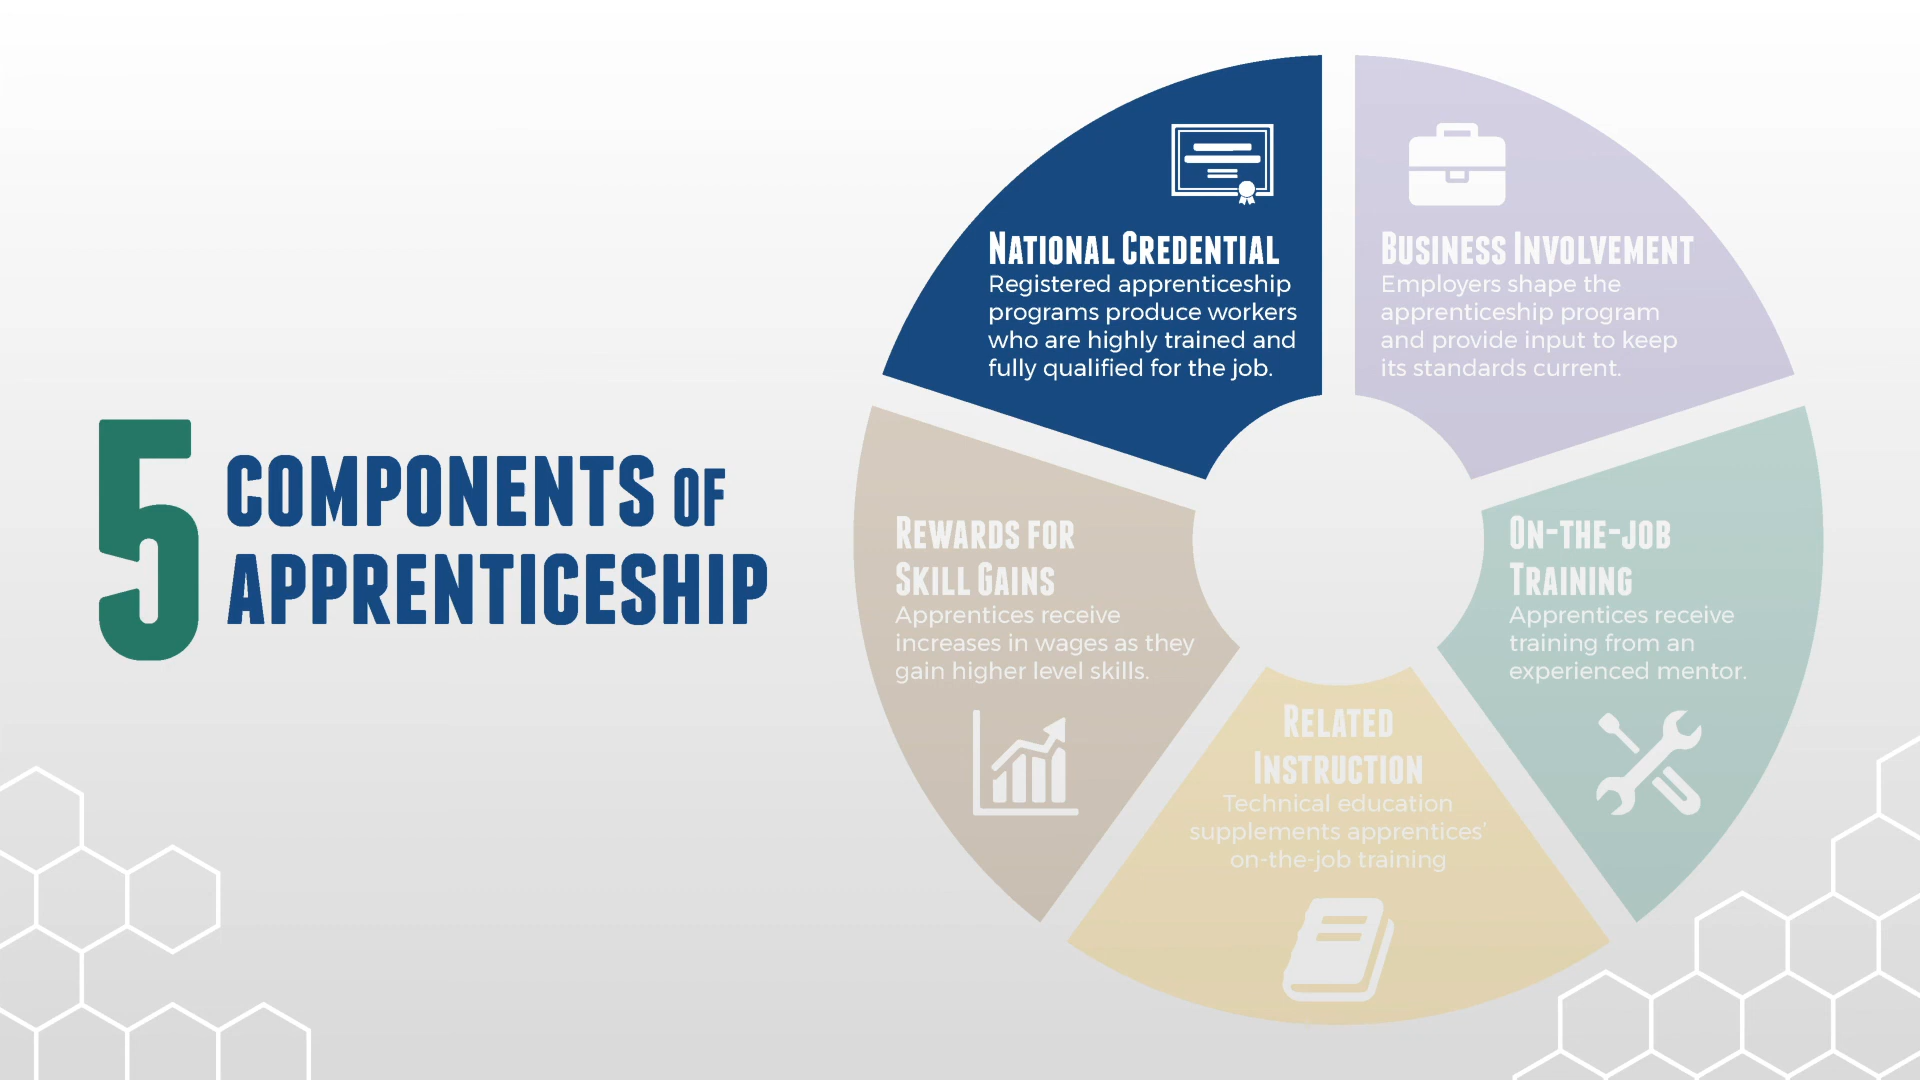 5 COMPONENTS OF
APPRENTICESHIP
NATIONAL CREDENTIAL
Registered apprenticeship
programs produce workers
who are highly trained and
fully qualified for the job.
BUSINESS INVOLVEMENT
Employers shape the
apprenticeship program
and provide input to keep
its standards current.
ON-THE-JOB
TRAINING
Apprentices receive
training from an
experienced mentor.
RELATED
INSTRUCTION
Technical education
supplements apprentices'
on-the-job training
REWARDS FOR
SKILL GAINS
Apprentices receive
increases in wages as they
gain higher level skills.